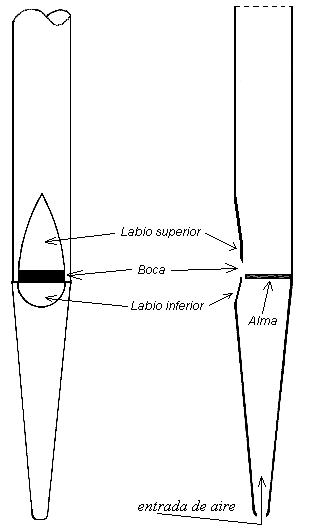 Labio superior
Boca
Labio inferior
Alma
entrada de aire